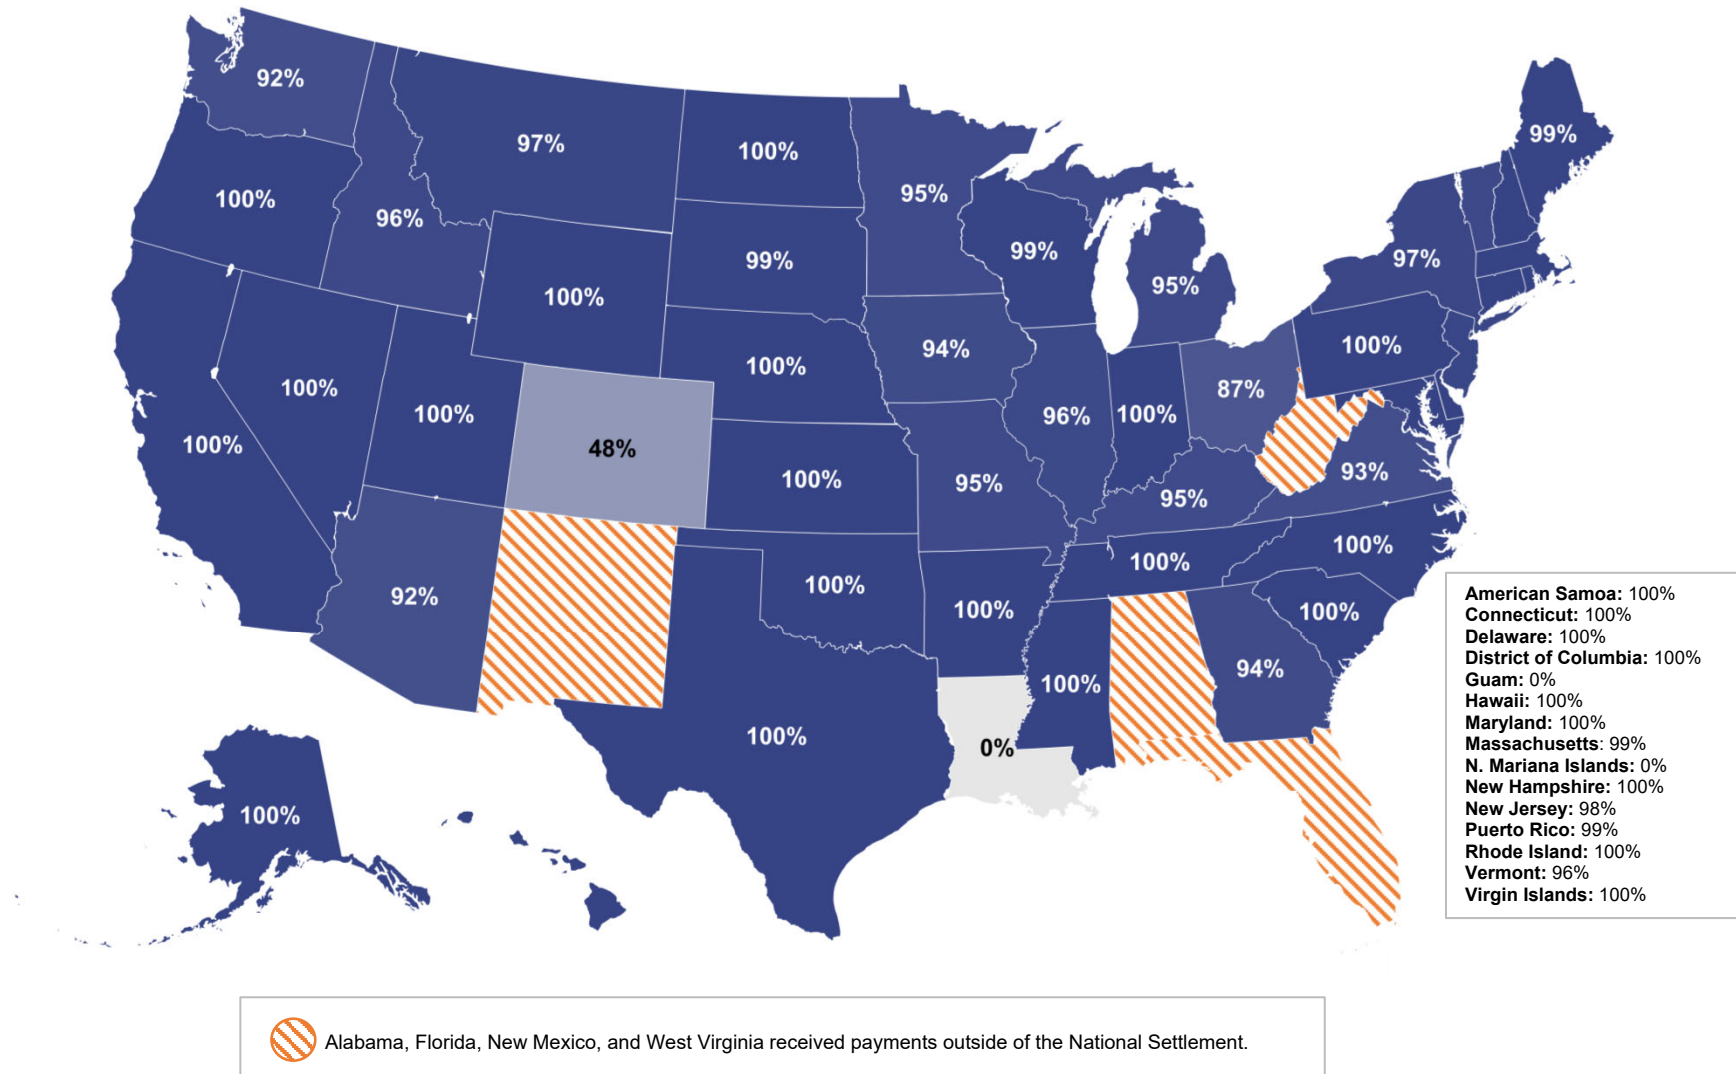 92%
97%
100%
99%
100%
96%
95%
99%
97%
99%
100%
95%
100%
94%
100%
100%
87%
100%
100%
48%
96%
100%
100%
100%
95%
95%
93%
92%
100%
100%
100%
100%
100%
100%
94%
100%
0%
100%
American Samoa: 100%
Connecticut: 100%
Delaware: 100%
District of Columbia: 100%
Guam: 0%
Hawaii: 100%
Maryland: 100%
Massachusetts: 99%
N. Mariana Islands: 0%
New Hampshire: 100%
New Jersey: 98%
Puerto Rico: 99%
Rhode Island: 100%
Vermont: 96%
Virgin Islands: 100%
Alabama, Florida, New Mexico, and West Virginia received payments outside of the National Settlement.